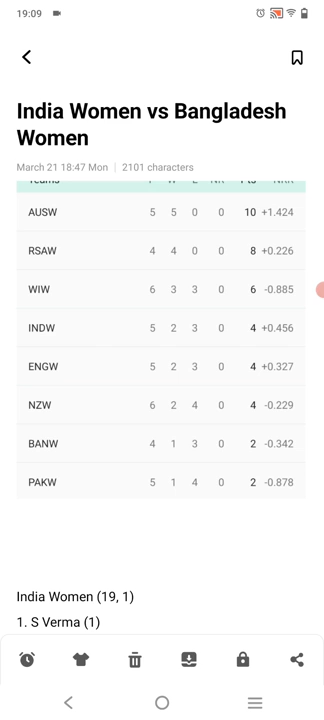 19:09
India Women vs Bangladesh
Women
March 21 18:47 Mon | 2101 characters
AUSW 5 5 0 0 10 +1.424
RSAW 4 4 0 0 8 +0.226
WIW 6 3 3 0 6 -0.885
INDW 5 2 3 0 4 +0.456
ENGW 5 2 3 0 4 +0.327
NZW 6 2 4 0 4 -0.229
BANW 4 1 3 0 2 -0.342
PAKW 5 1 4 0 2 -0.878
India Women (19, 1)
1. S Verma (1)